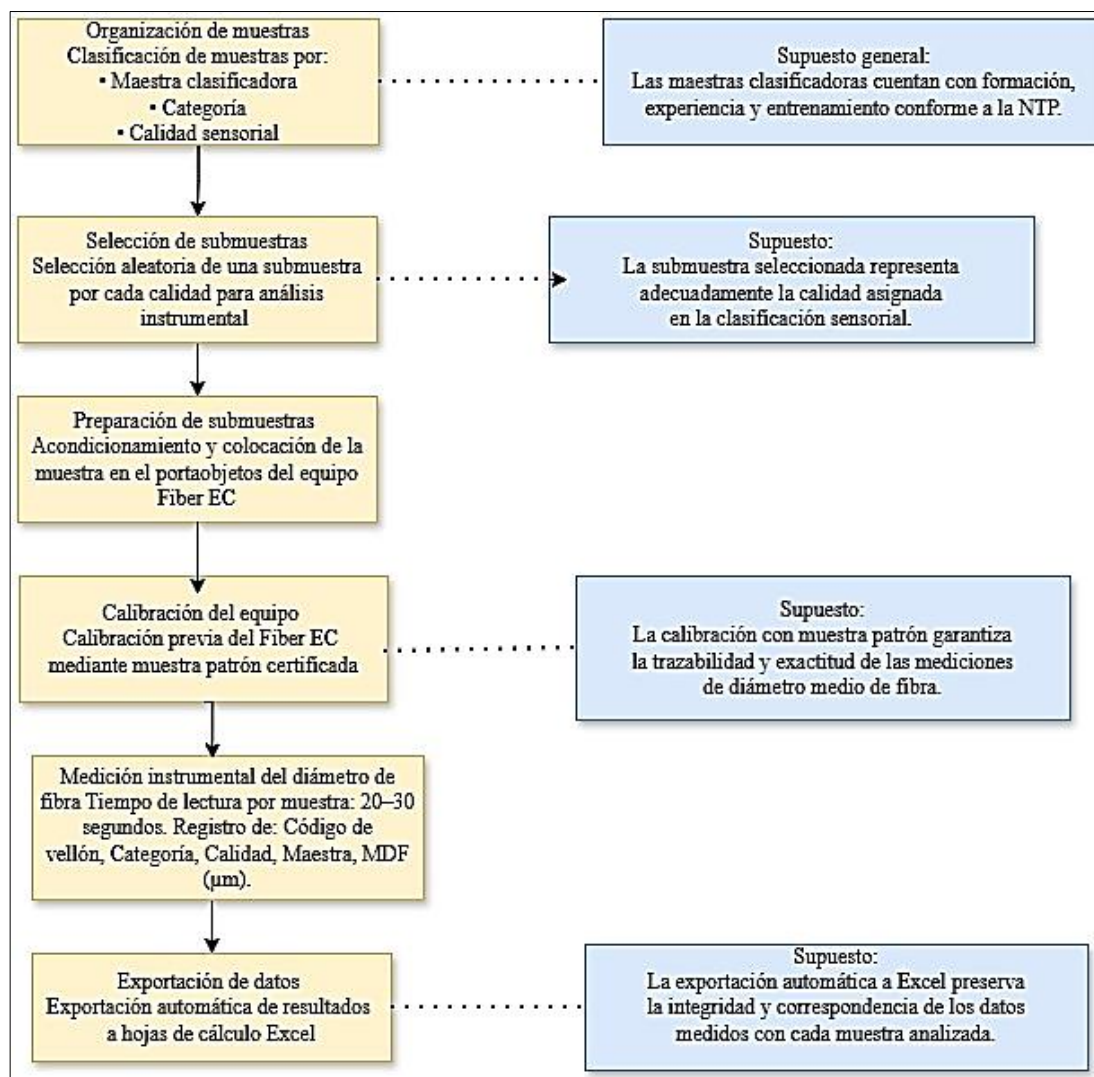 Organización de muestras
Clasificación de muestras por:
▪ Maestra clasificadora
▪ Categoría
▪ Calidad sensorial
Supuesto general:
Las maestras clasificadoras cuentan con formación,
experiencia y entrenamiento conforme a la NTP.
Selección de submuestras
Selección aleatoria de una submuestra
por cada calidad para análisis
instrumental
Supuesto:
La submuestra seleccionada representa
adecuadamente la calidad asignada
en la clasificación sensorial.
Preparación de submuestras
Acondicionamiento y colocación de la
muestra en el portaobjetos del equipo
Fiber EC
Calibración del equipo
Calibración previa del Fiber EC
mediante muestra patrón certificada
Supuesto:
La calibración con muestra patrón garantiza
la trazabilidad y exactitud de las mediciones
de diámetro medio de fibra.
Medición instrumental del diámetro de
fibra Tiempo de lectura por muestra: 20–30
segundos. Registro de: Código de
vellón, Categoría, Calidad, Maestra, MDF
(µm).
Exportación de datos
Exportación automática de resultados
a hojas de cálculo Excel
Supuesto:
La exportación automática a Excel preserva
la integridad y correspondencia de los datos
medidos con cada muestra analizada.